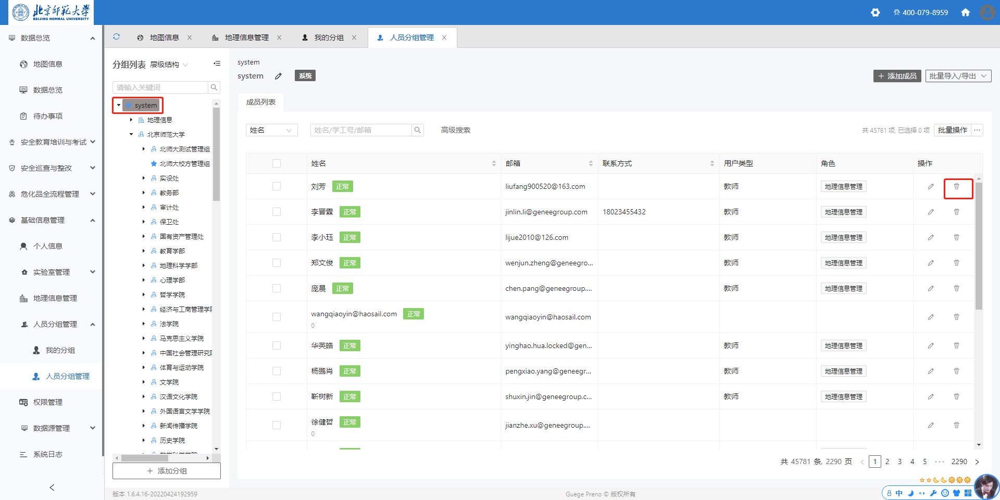 北京师范大学
BEIJING NORMAL UNIVERSITY
400-079-8959
数据总览
地图信息
数据总览
待办事项
安全教育培训与考试
安全巡查与整改
危化品全流程管理
基础信息管理
个人信息
实验室管理
地理信息管理
人员分组管理
我的分组
人员分组管理
权限管理
数据源管理
系统日志
地图信息
地理信息管理
我的分组
人员分组管理
分组列表 层级结构
请输入关键词
system
地理信息
北京师范大学
北师大测试管理组
北师大校方管理组
实设处
教务部
审计处
保卫处
国有资产管理处
教育学部
地理科学学部
心理学部
哲学学院
经济与工商管理学
法学院
马克思主义学院
中国社会管理研究
体育与运动学院
文学院
汉语文化学院
外国语言文学学院
新闻传播学院
历史学院
添加分组
system
system 系统
添加成员 批量导入/导出
成员列表
姓名 姓名/学工号/邮箱 高级搜索 共 45781 项, 已选择 0 项 批量操作 ···
姓名 邮箱 联系方式 用户类型 角色 操作
刘芳 正常 liufang900520@163.com 教师 地理信息管理
李晋霖 正常 jinlin.li@geneegroup.com 18023455432 教师 地理信息管理
李小珏 正常 lijue2010@126.com 教师 地理信息管理
郑文俊 正常 wenjun.zheng@geneegro... 教师 地理信息管理
庞晨 正常 chen.pang@geneegroup.... 教师 地理信息管理
wangqiaoyin@haosail.com 正常 wangqiaoyin@haosail.com
0
华英皓 正常 yinghao.hua.locked@gen... 教师 地理信息管理
杨鹏肖 正常 pengxiao.yang@geneegr... 教师 地理信息管理
靳树新 正常 shuxin.jin@geneegroup.c... 教师 地理信息管理
徐健哲 正常 jianzhe.xu@geneegroup....
0
共 45781 条, 2290 页 < 1 2 3 4 5 ··· 2290 >
版本 1.6.4.16-20220424192959
Guege Preno © 版权所有
中